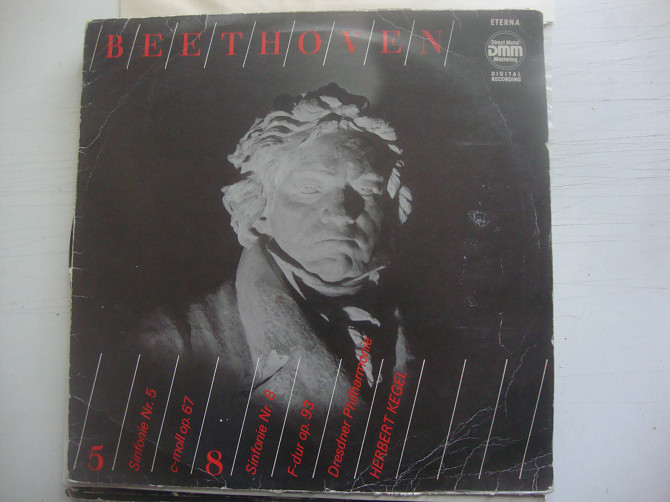 BEETHOVEN
ETERNA
Direct Metal
DMM
Mastering
DIGITAL
RECORDING
5
Sinfonie Nr. 5
c-moll op. 67
8
Sinfonie Nr. 8
F-dur op. 93
Dresdner Philharmonie
HERBERT KEGEL